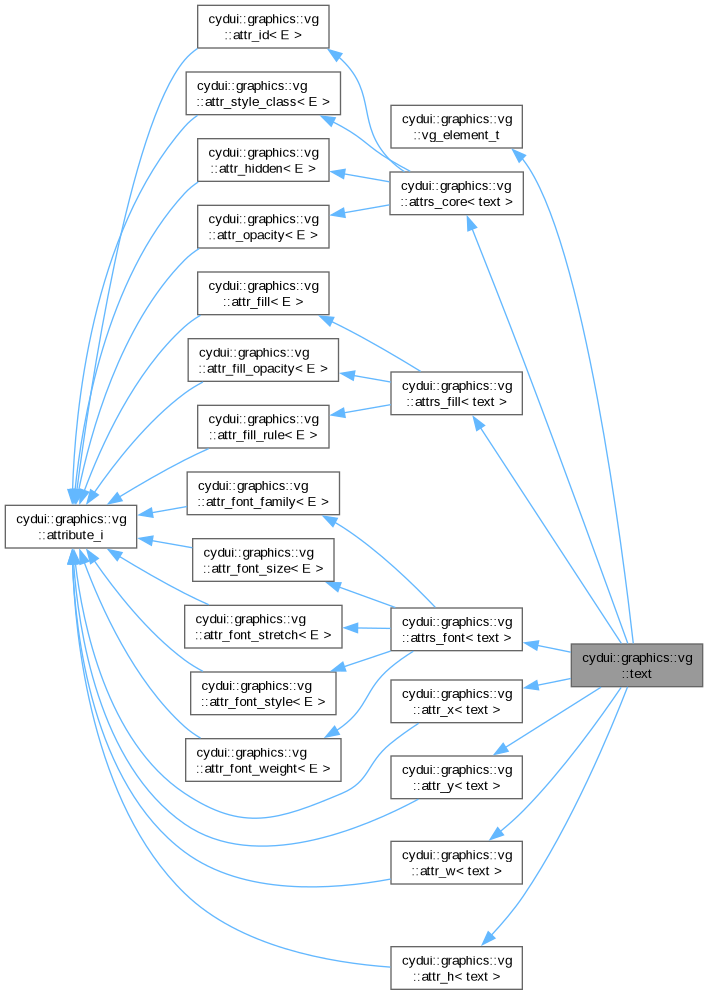 cydui::graphics::vg
::attr_id< E >
cydui::graphics::vg
::attr_style_class< E >
cydui::graphics::vg
::vg_element_t
cydui::graphics::vg
::attr_hidden< E >
cydui::graphics::vg
::attrs_core< text >
cydui::graphics::vg
::attr_opacity< E >
cydui::graphics::vg
::attr_fill< E >
cydui::graphics::vg
::attr_fill_opacity< E >
cydui::graphics::vg
::attrs_fill< text >
cydui::graphics::vg
::attr_fill_rule< E >
cydui::graphics::vg
::attr_font_family< E >
cydui::graphics::vg
::attribute_i
cydui::graphics::vg
::attr_font_size< E >
cydui::graphics::vg
::attr_font_stretch< E >
cydui::graphics::vg
::attrs_font< text >
cydui::graphics::vg
::text
cydui::graphics::vg
::attr_font_style< E >
cydui::graphics::vg
::attr_x< text >
cydui::graphics::vg
::attr_font_weight< E >
cydui::graphics::vg
::attr_y< text >
cydui::graphics::vg
::attr_w< text >
cydui::graphics::vg
::attr_h< text >